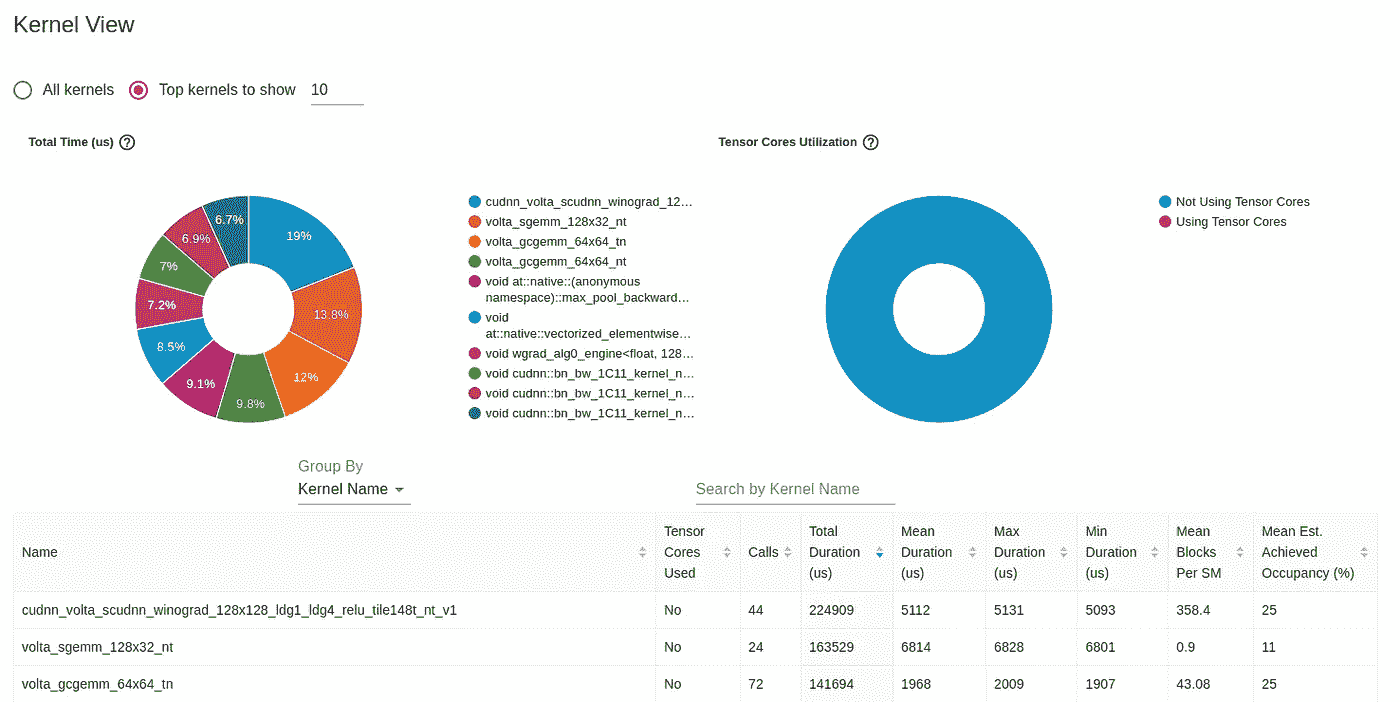 Kernel View
All kernels
Top kernels to show
10
Total Time (us) ?
19%
13.8%
12%
9.8%
9.1%
8.5%
7.2%
7%
6.9%
6.7%
cudnn_volta_scudnn_winograd_12...
volta_sgemm_128x32_nt
volta_gcgemm_64x64_tn
volta_gcgemm_64x64_nt
void at::native::(anonymous
namespace)::max_pool_backward...
void
at::native::vectorized_elementwise...
void wgrad_alg0_engine<float, 128...
void cudnn::bn_bw_1C11_kernel_n...
void cudnn::bn_bw_1C11_kernel_n...
void cudnn::bn_bw_1C11_kernel_n...
Tensor Cores Utilization ?
Not Using Tensor Cores
Using Tensor Cores
Group By
Kernel Name
Search by Kernel Name
Name
Tensor
Cores
Used
Calls
Total
Duration
(us)
Mean
Duration
(us)
Max
Duration
(us)
Min
Duration
(us)
Mean
Blocks
Per SM
Mean Est.
Achieved
Occupancy (%)
cudnn_volta_scudnn_winograd_128x128_ldg1_ldg4_relu_tile148t_nt_v1 No 44 224909 5112 5131 5093 358.4 25
volta_sgemm_128x32_nt No 24 163529 6814 6828 6801 0.9 11
volta_gcgemm_64x64_tn No 72 141694 1968 2009 1907 43.08 25